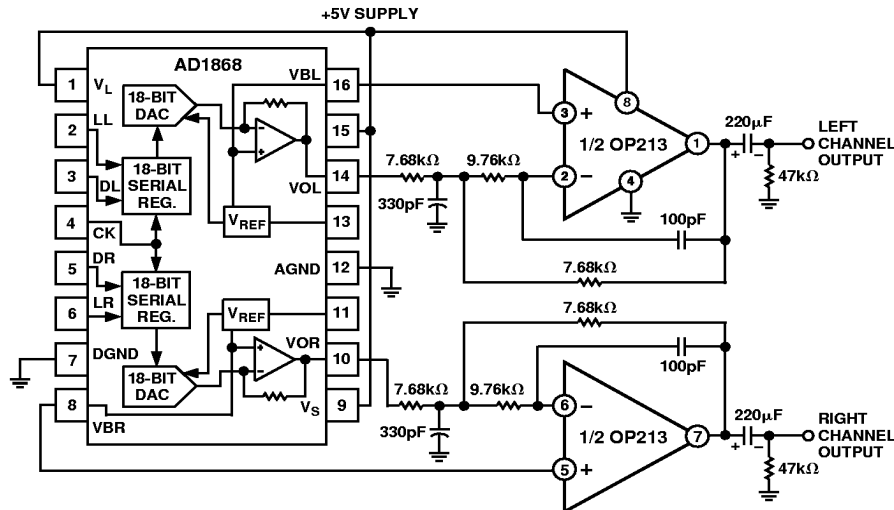 +5V SUPPLY
AD1868
1
VL
2
LL
3
DL
4
CK
5
DR
6
LR
7
DGND
8
VBR
18-BIT
DAC
18-BIT
SERIAL
REG.
18-BIT
SERIAL
REG.
18-BIT
DAC
VREF
VREF
VBL
16
15
VOL
14
13
AGND
12
11
VOR
10
VS
9
−
+
+
−
7.68kΩ
9.76kΩ
330pF
3
+
2
−
8
1/2 OP213
1
4
100pF
7.68kΩ
220μF
+
−
47kΩ
LEFT
CHANNEL
OUTPUT
7.68kΩ
100pF
7.68kΩ
9.76kΩ
330pF
6
−
5
+
1/2 OP213
7
220μF
+
−
47kΩ
RIGHT
CHANNEL
OUTPUT